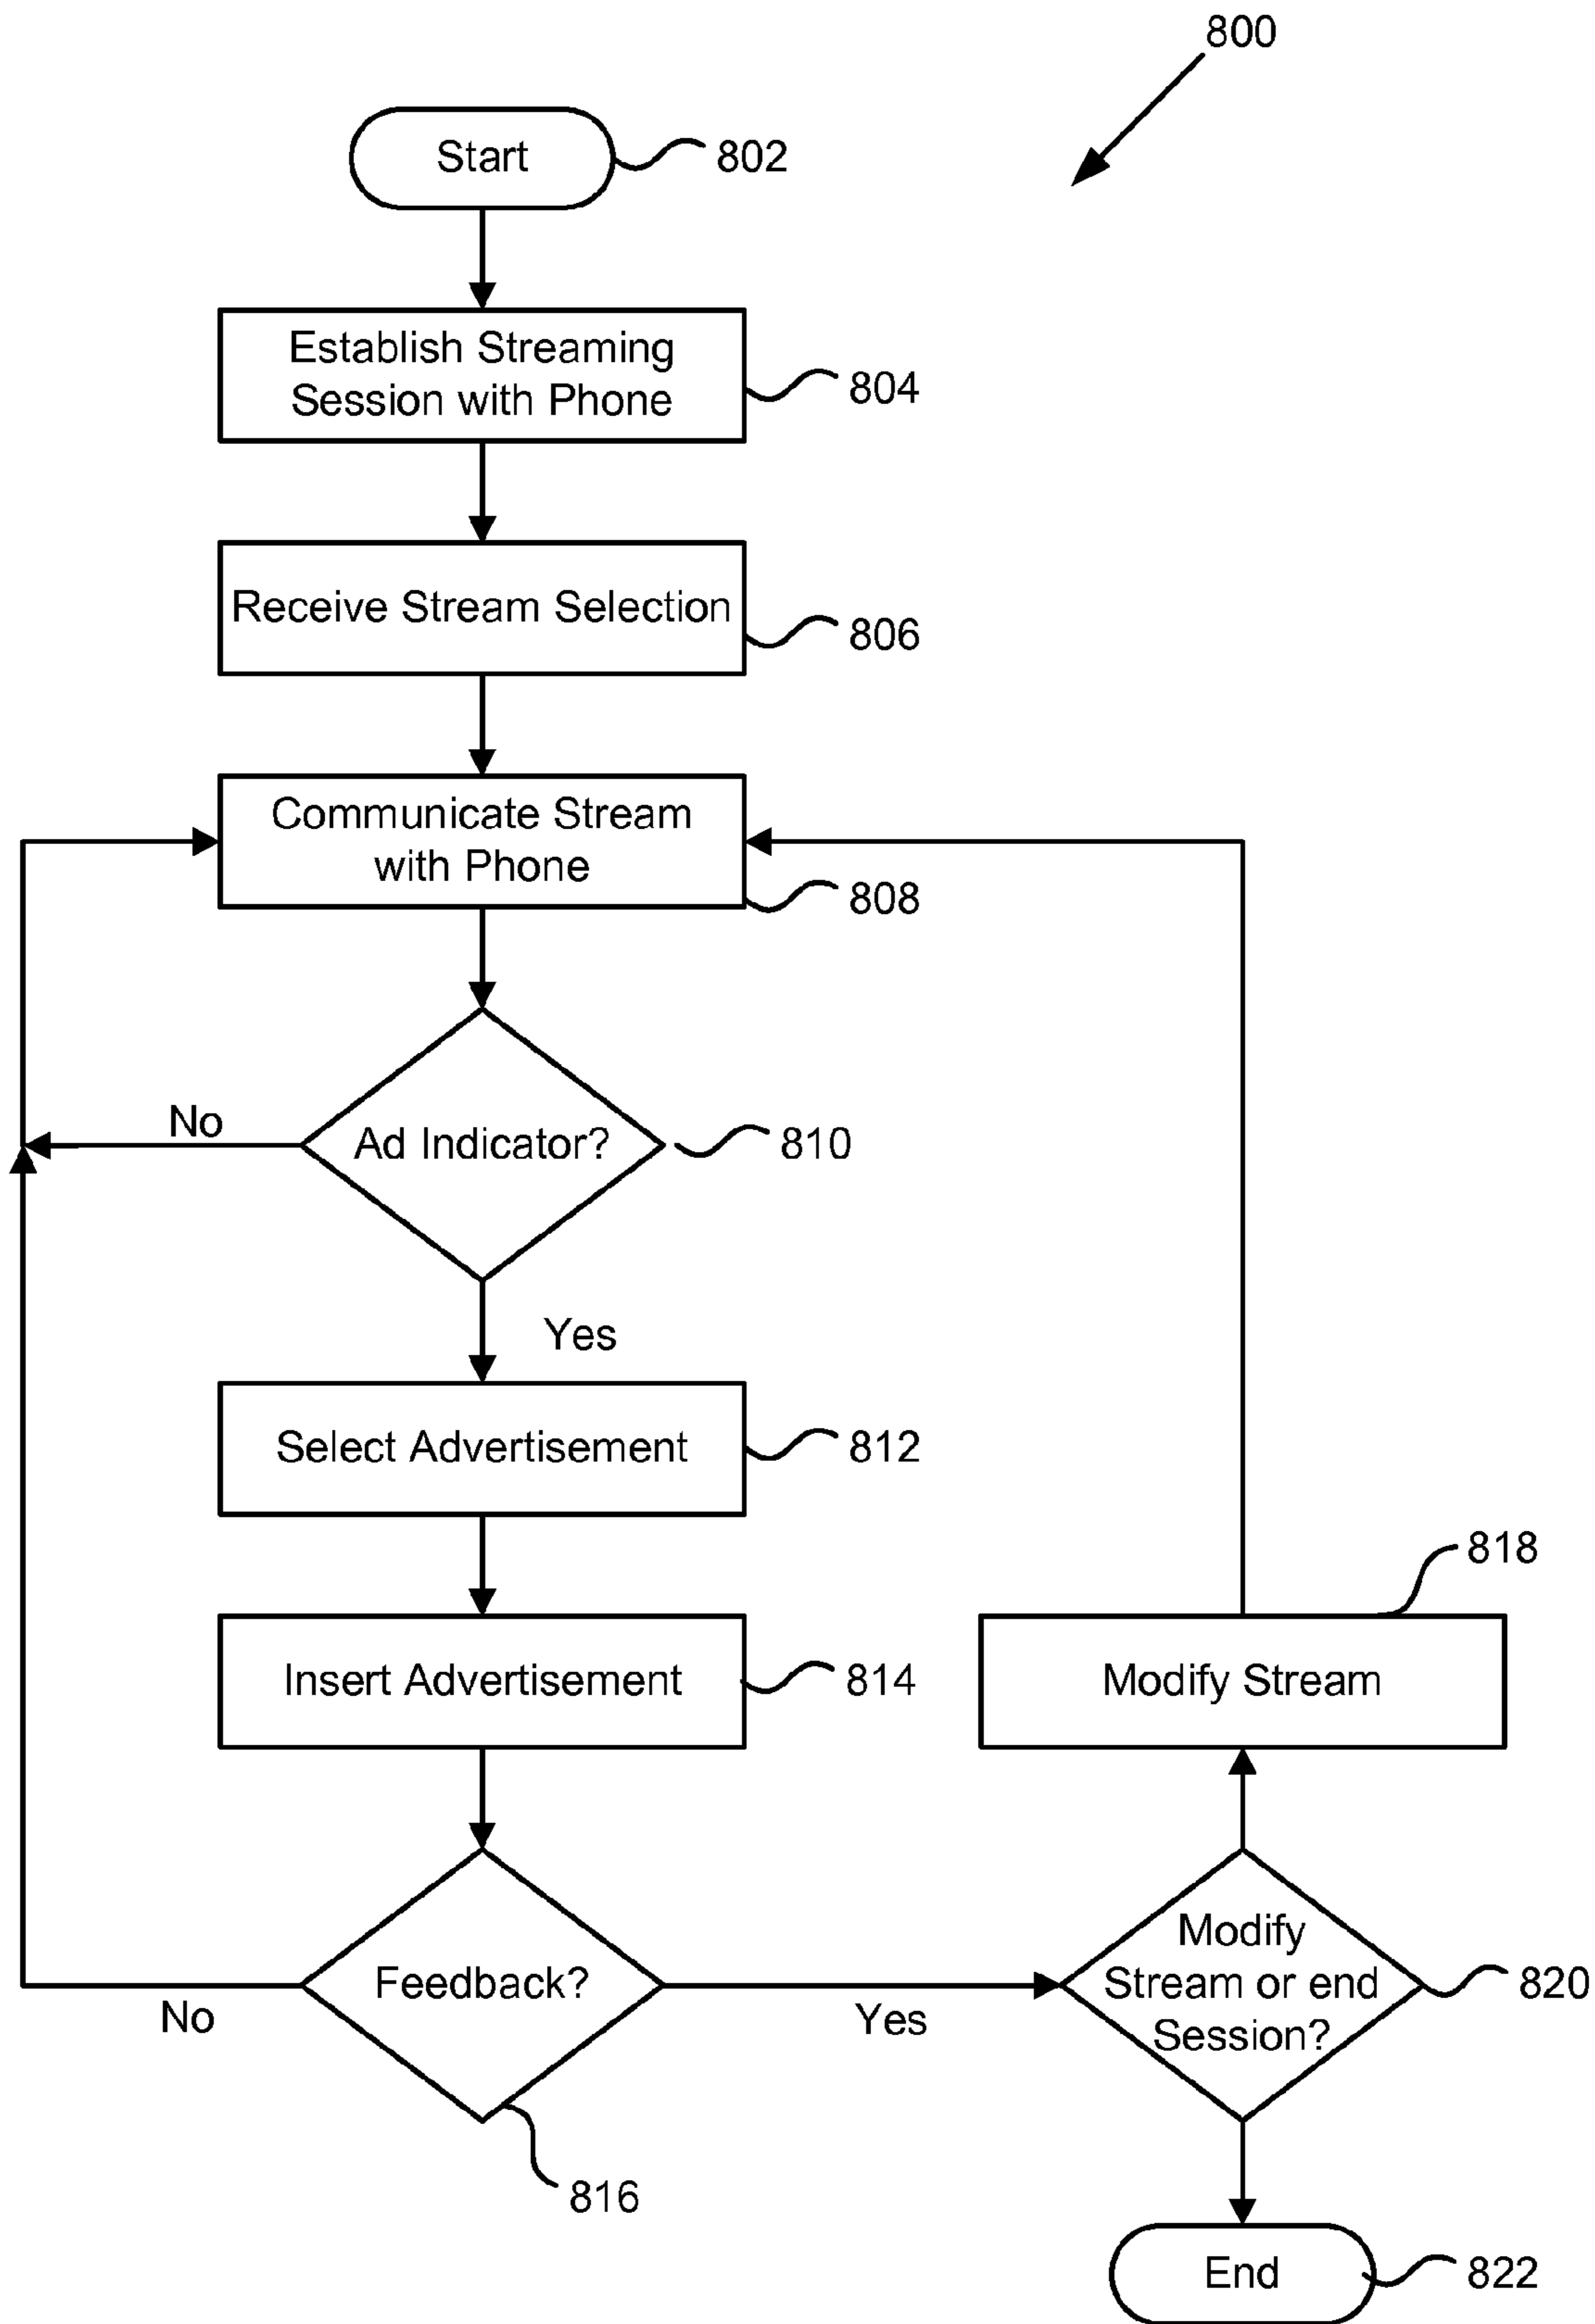 800
Start
802
Establish Streaming
Session with Phone
804
Receive Stream Selection
806
Communicate Stream
with Phone
808
No
Ad Indicator?
810
Yes
Select Advertisement
812
818
Insert Advertisement
814
Modify Stream
Feedback?
No
Yes
816
Modify
Stream or end
Session?
820
End
822